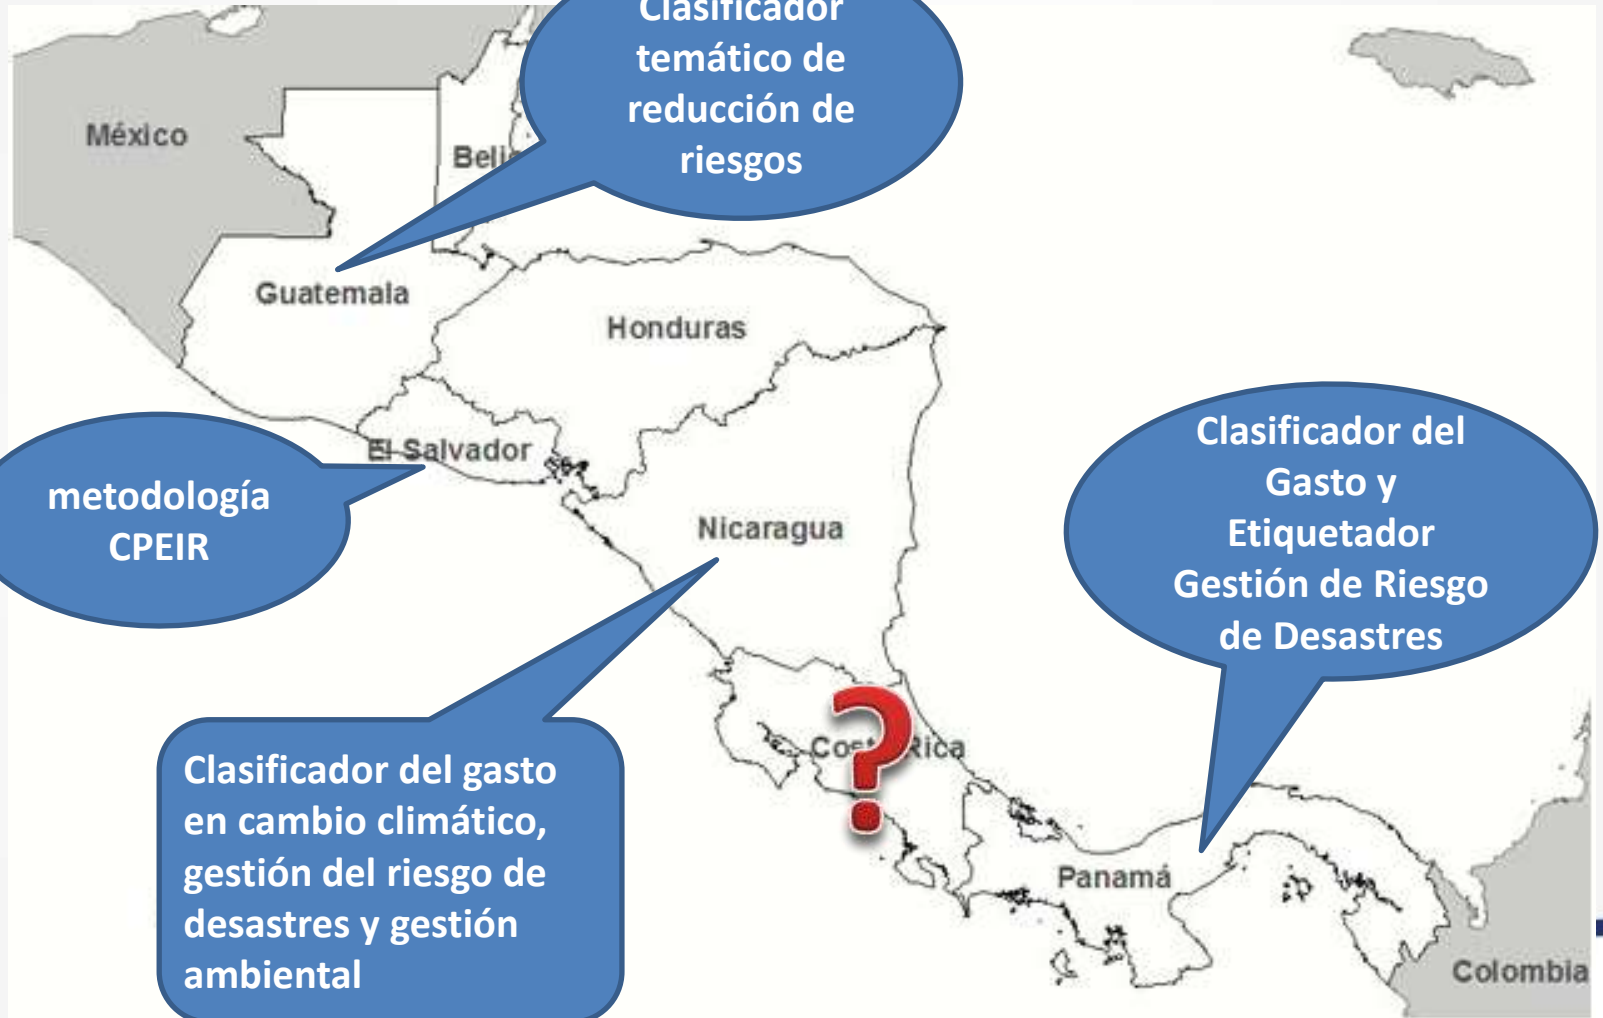 Clasificador
temático de
reducción de
riesgos
México
Guatemala
Honduras
El Salvador
metodología
CPEIR
Nicaragua
Clasificador del
Gasto y
Etiquetador
Gestión de Riesgo
de Desastres
?
Rica
Clasificador del gasto
en cambio climático,
gestión del riesgo de
desastres y gestión
ambiental
Panamá
Colombia